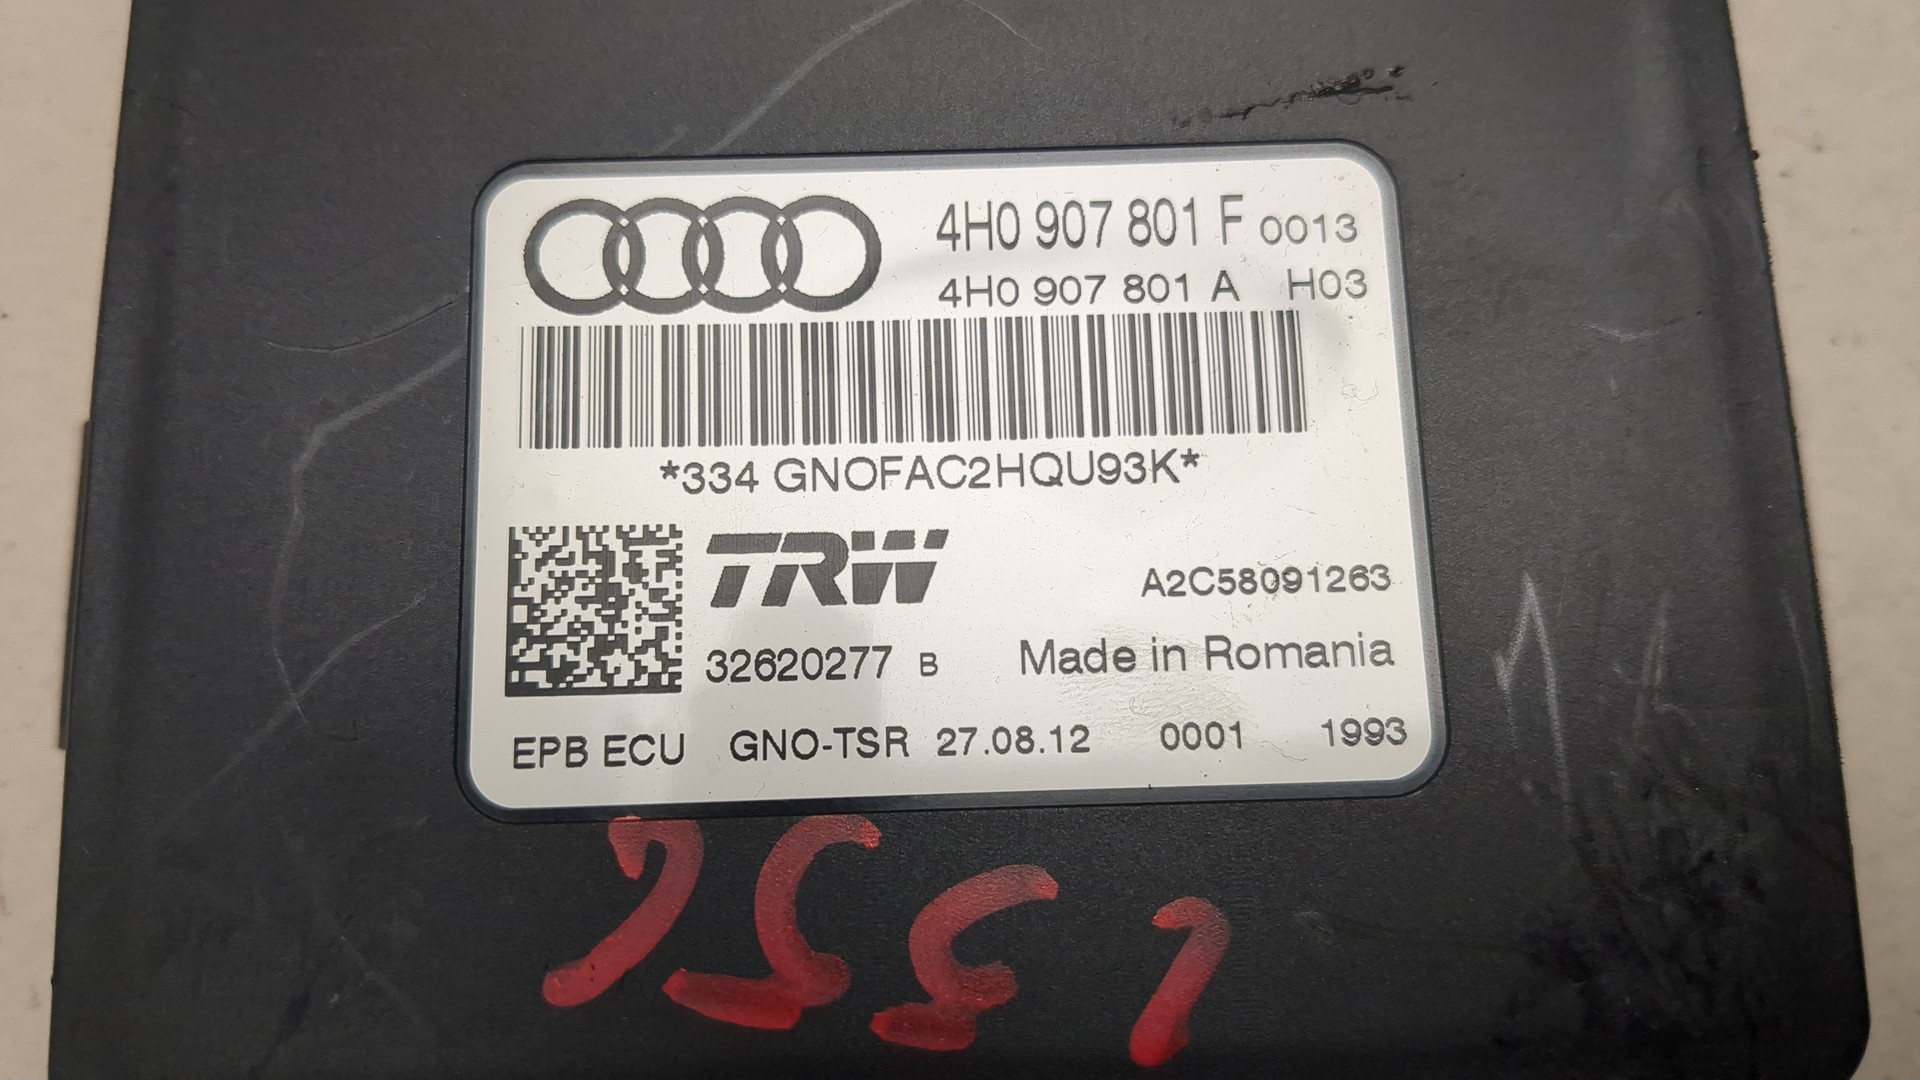 4H0 907 801 F 0013
4H0 907 801 A H03
*334 GNOFAC2HQU93K*
TRW
A2C58091263
32620277 B
Made in Romania
EPB ECU GNO-TSR 27.08.12 0001 1993